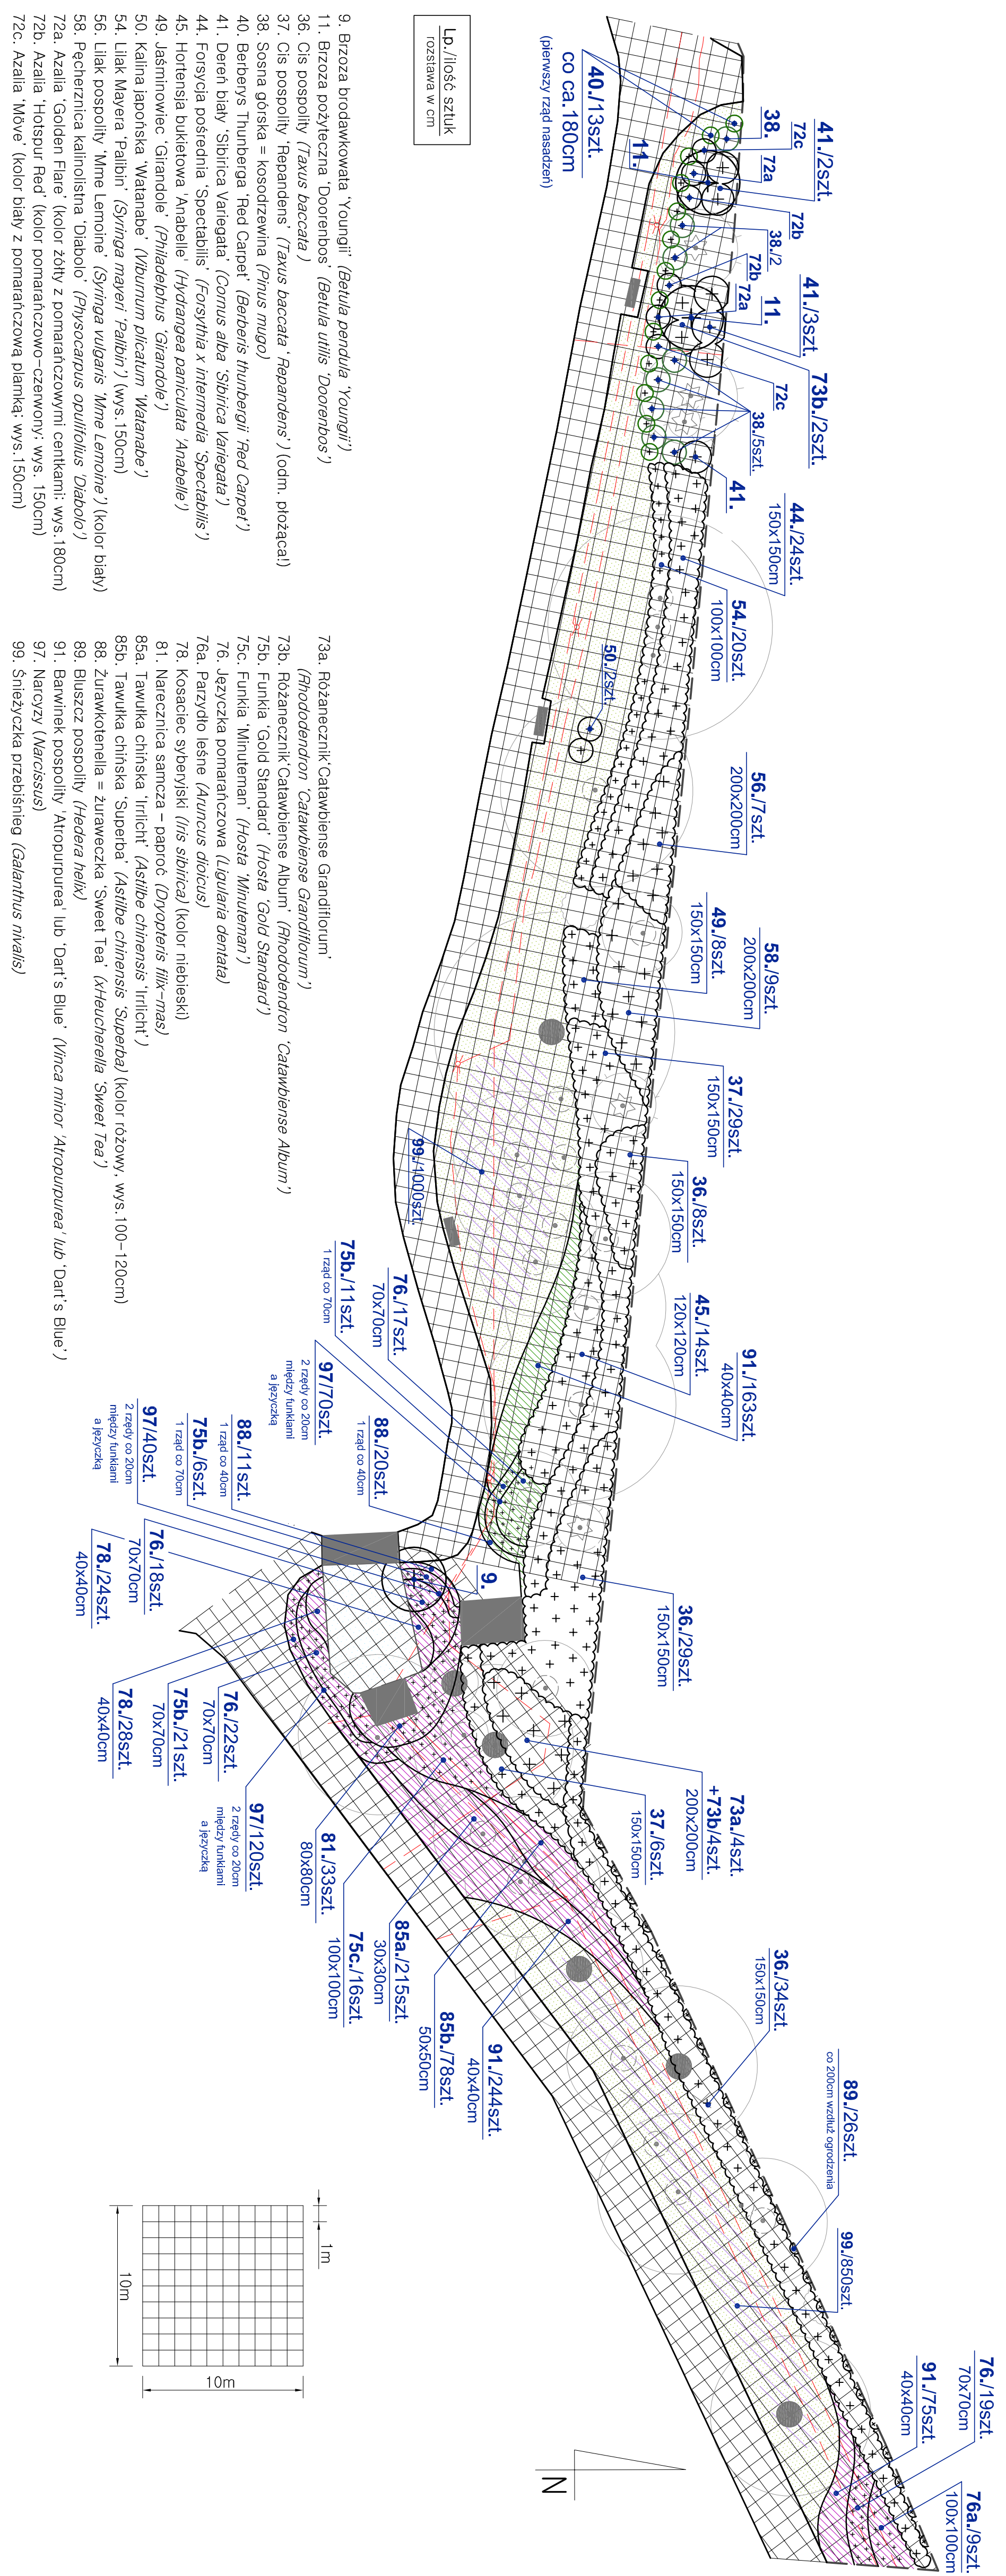 41./2szt.
72c
38.
72a
40./13szt.
co ca.180cm
(pierwszy rząd nasadzeń)
11.
72b
38./2
72b
72a
11.
41./3szt.
73b./2szt.
72c
38./5szt.
41.
44./24szt.
150x150cm
54./20szt.
100x100cm
50./2szt.
56./7szt.
200x200cm
49./8szt.
150x150cm
58./9szt.
200x200cm
37./29szt.
150x150cm
36./8szt.
150x150cm
99./1000szt.
45./14szt.
120x120cm
91./163szt.
40x40cm
75b./11szt.
1 rząd co 70cm
76./17szt.
70x70cm
97/70szt.
2 rzędy co 20cm
między funkiami
a języczką
88./20szt.
1 rząd co 40cm
88./11szt.
1 rząd co 40cm
75b./6szt.
1 rząd co 70cm
97/40szt.
2 rzędy co 20cm
między funkiami
a języczką
76./18szt.
70x70cm
78./24szt.
40x40cm
9.
36./29szt.
150x150cm
78./28szt.
40x40cm
75b./21szt.
70x70cm
76./22szt.
70x70cm
97/120szt.
2 rzędy co 20cm
między funkiami
a języczką
73a./4szt.
+73b/4szt.
200x200cm
37./6szt.
150x150cm
81./33szt.
80x80cm
75c./16szt.
100x100cm
85a./215szt.
30x30cm
85b./78szt.
50x50cm
91./244szt.
40x40cm
36./34szt.
150x150cm
89./26szt.
co 200cm wzdłuż ogrodzenia
99./850szt.
91./75szt.
40x40cm
76./19szt.
70x70cm
76a./9szt.
100x100cm
N
1m
10m
10m
Lp./ilość sztuk
rozstawa w cm
9. Brzoza brodawkowata 'Youngii' (Betula pendula 'Youngii')
11. Brzoza pożyteczna 'Doorenbos' (Betula utilis 'Doorenbos')
36. Cis pospolity (Taxus baccata )
37. Cis pospolity 'Repandens' (Taxus baccata ' Repandens') (odm. płożąca!)
38. Sosna górska = kosodrzewina (Pinus mugo)
40. Berberys Thunberga 'Red Carpet' (Berberis thunbergii 'Red Carpet')
41. Dereń biały 'Sibirica Variegata' (Cornus alba 'Sibirica Variegata')
44. Forsycja pośrednia 'Spectabilis' (Forsythia x intermedia 'Spectabilis')
45. Hortensja bukietowa 'Anabelle' (Hydrangea paniculata 'Anabelle')
49. Jaśminowiec 'Girandole' (Philadelphus 'Girandole')
50. Kalina japońska 'Watanabe' (Viburnum plicatum 'Watanabe')
54. Lilak Mayera 'Palibin' (Syringa mayeri 'Palibin') (wys.150cm)
56. Lilak pospolity 'Mme Lemoine' (Syringa vulgaris 'Mme Lemoine') (kolor biały)
58. Pęcherznica kalinolistna 'Diabolo' (Physocarpus opulifolius 'Diabolo')
72a. Azalia 'Golden Flare' (kolor żółty z pomarańczowymi centkami; wys.180cm)
72b. Azalia 'Hotspur Red' (kolor pomarańczowo-czerwony; wys. 150cm)
72c. Azalia 'Möve' (kolor biały z pomarańczową plamką; wys.150cm)
73a. Różanecznik'Catawbiense Grandiflorum'
(Rhododendron 'Catawbiense Grandiflorum')
73b. Różanecznik'Catawbiense Album' (Rhododendron 'Catawbiense Album')
75b. Funkia 'Gold Standard' (Hosta 'Gold Standard')
75c. Funkia 'Minuteman' (Hosta 'Minuteman')
76. Języczka pomarańczowa (Ligularia dentata)
76a. Parzydło leśne (Aruncus dioicus)
78. Kosaciec syberyjski (Iris sibirica) (kolor niebieski)
81. Narecznica samcza - paproć (Dryopteris filix-mas)
85a. Tawułka chińska 'Irrlicht' (Astilbe chinensis 'Irrlicht')
85b. Tawułka chińska 'Superba' (Astilbe chinensis 'Superba) (kolor różowy, wys.100-120cm)
88. Żurawkotenella = żuraweczka 'Sweet Tea' (xHeucherella 'Sweet Tea')
89. Bluszcz pospolity (Hedera helix)
91. Barwinek pospolity 'Atropurpurea' lub 'Dart's Blue' (Vinca minor 'Atropurpurea' lub 'Dart's Blue')
97. Narcyzy (Narcissus)
99. Śnieżyczka przebiśnieg (Galanthus nivalis)